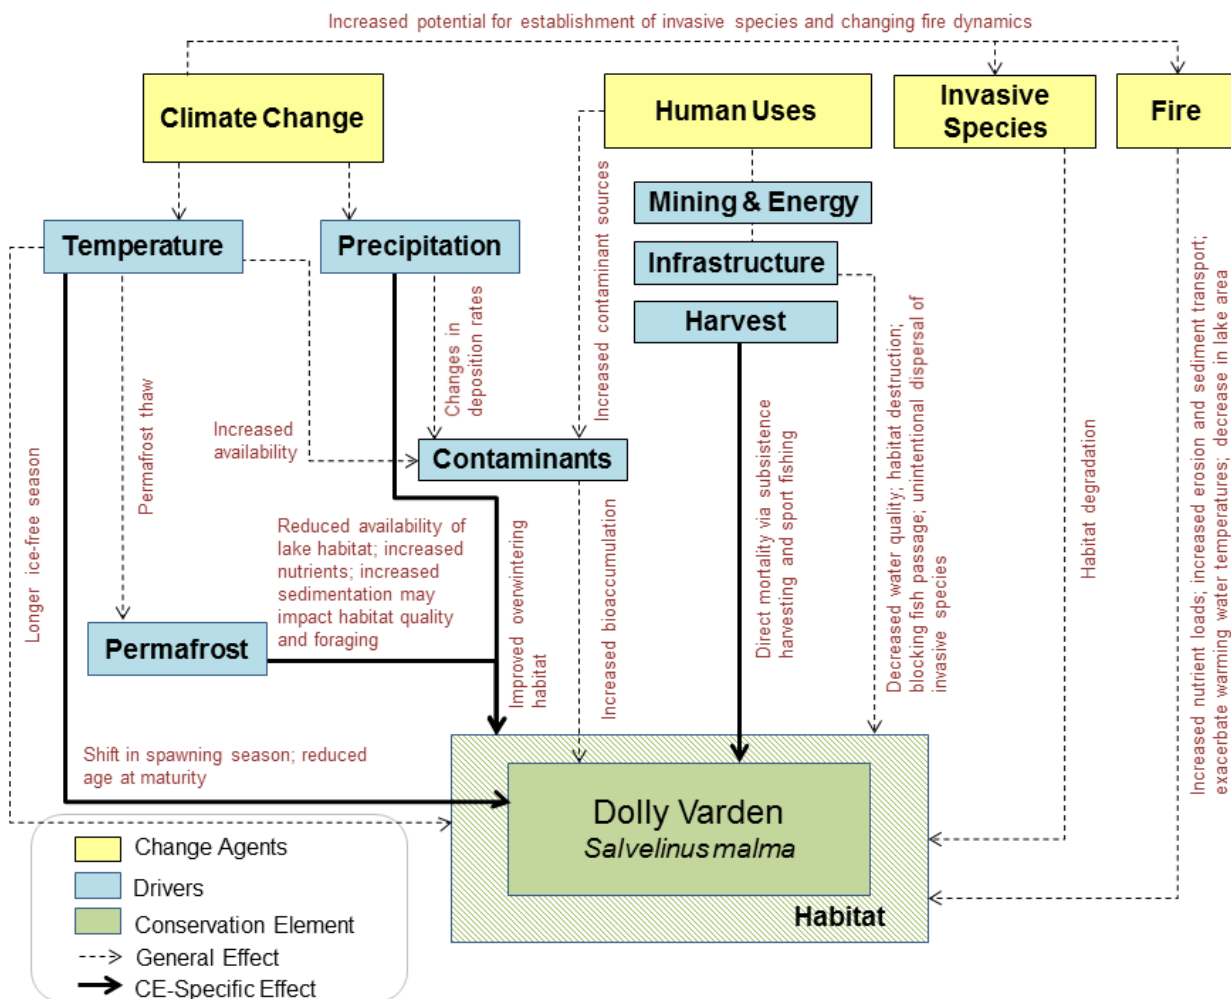 Increased potential for establishment of invasive species and changing fire dynamics
Climate Change
Human Uses
Invasive
Species
Fire
Mining & Energy
Temperature
Precipitation
Infrastructure
Harvest
Increased contaminant sources
Changes in
deposition rates
Permafrost thaw
Increased
availability
Contaminants
Longer ice-free season
Reduced availability of
lake habitat; increased
nutrients; increased
sedimentation may
impact habitat quality
and foraging
Permafrost
Improved overwintering
habitat
Increased bioaccumulation
Direct mortality via subsistence
harvesting and sport fishing
Decreased water quality; habitat destruction;
blocking fish passage; unintentional dispersal of
invasive species
Habitat degradation
Increased nutrient loads; increased erosion and sediment transport;
exacerbate warming water temperatures; decrease in lake area
Shift in spawning season; reduced
age at maturity
Dolly Varden
Salvelinus malma
Habitat
Change Agents
Drivers
Conservation Element
General Effect
CE-Specific Effect